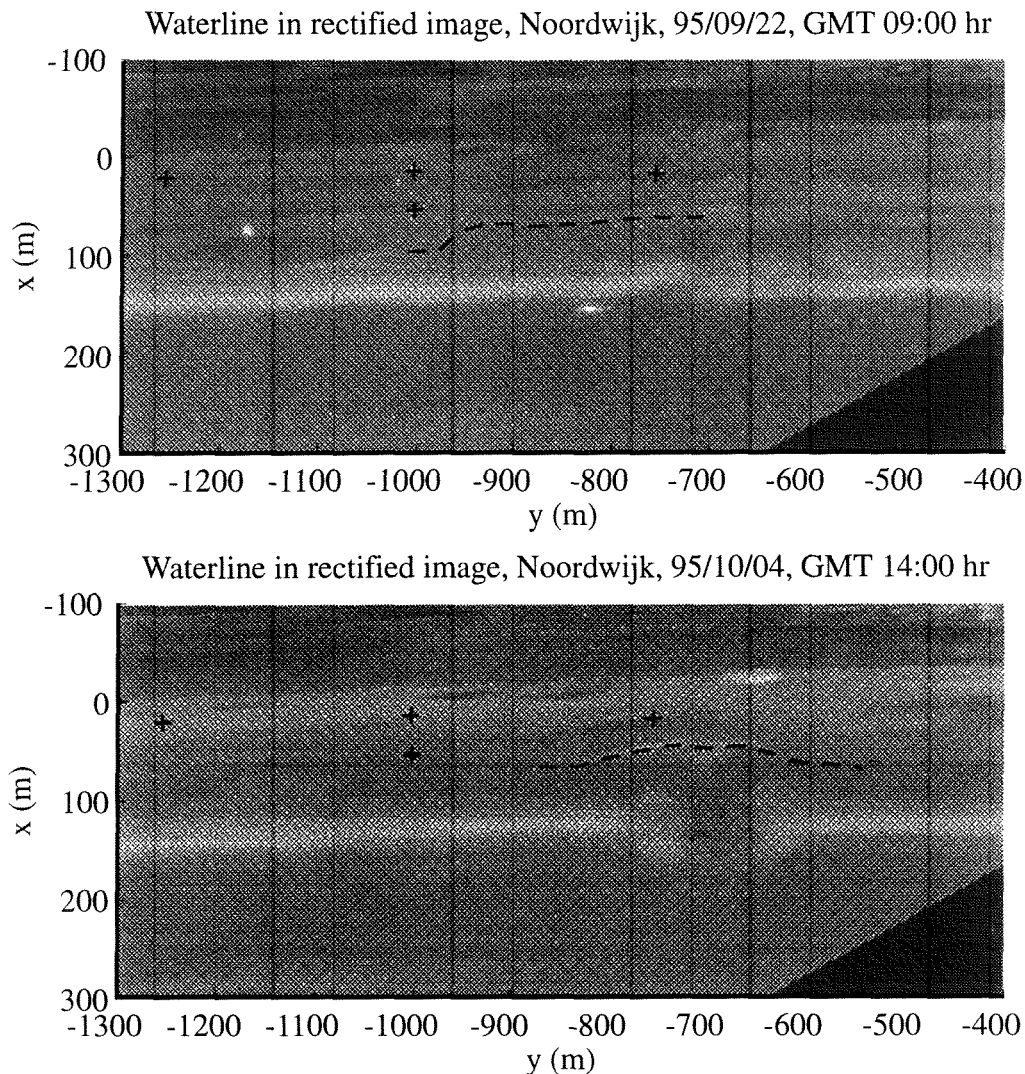 Waterline in rectified image, Noordwijk, 95/09/22, GMT 09:00 hr
-100
0
100
200
300
x (m)
-1300 -1200 -1100 -1000 -900 -800 -700 -600 -500 -400
y (m)
Waterline in rectified image, Noordwijk, 95/10/04, GMT 14:00 hr
-100
0
100
200
300
x (m)
-1300 -1200 -1100 -1000 -900 -800 -700 -600 -500 -400
y (m)